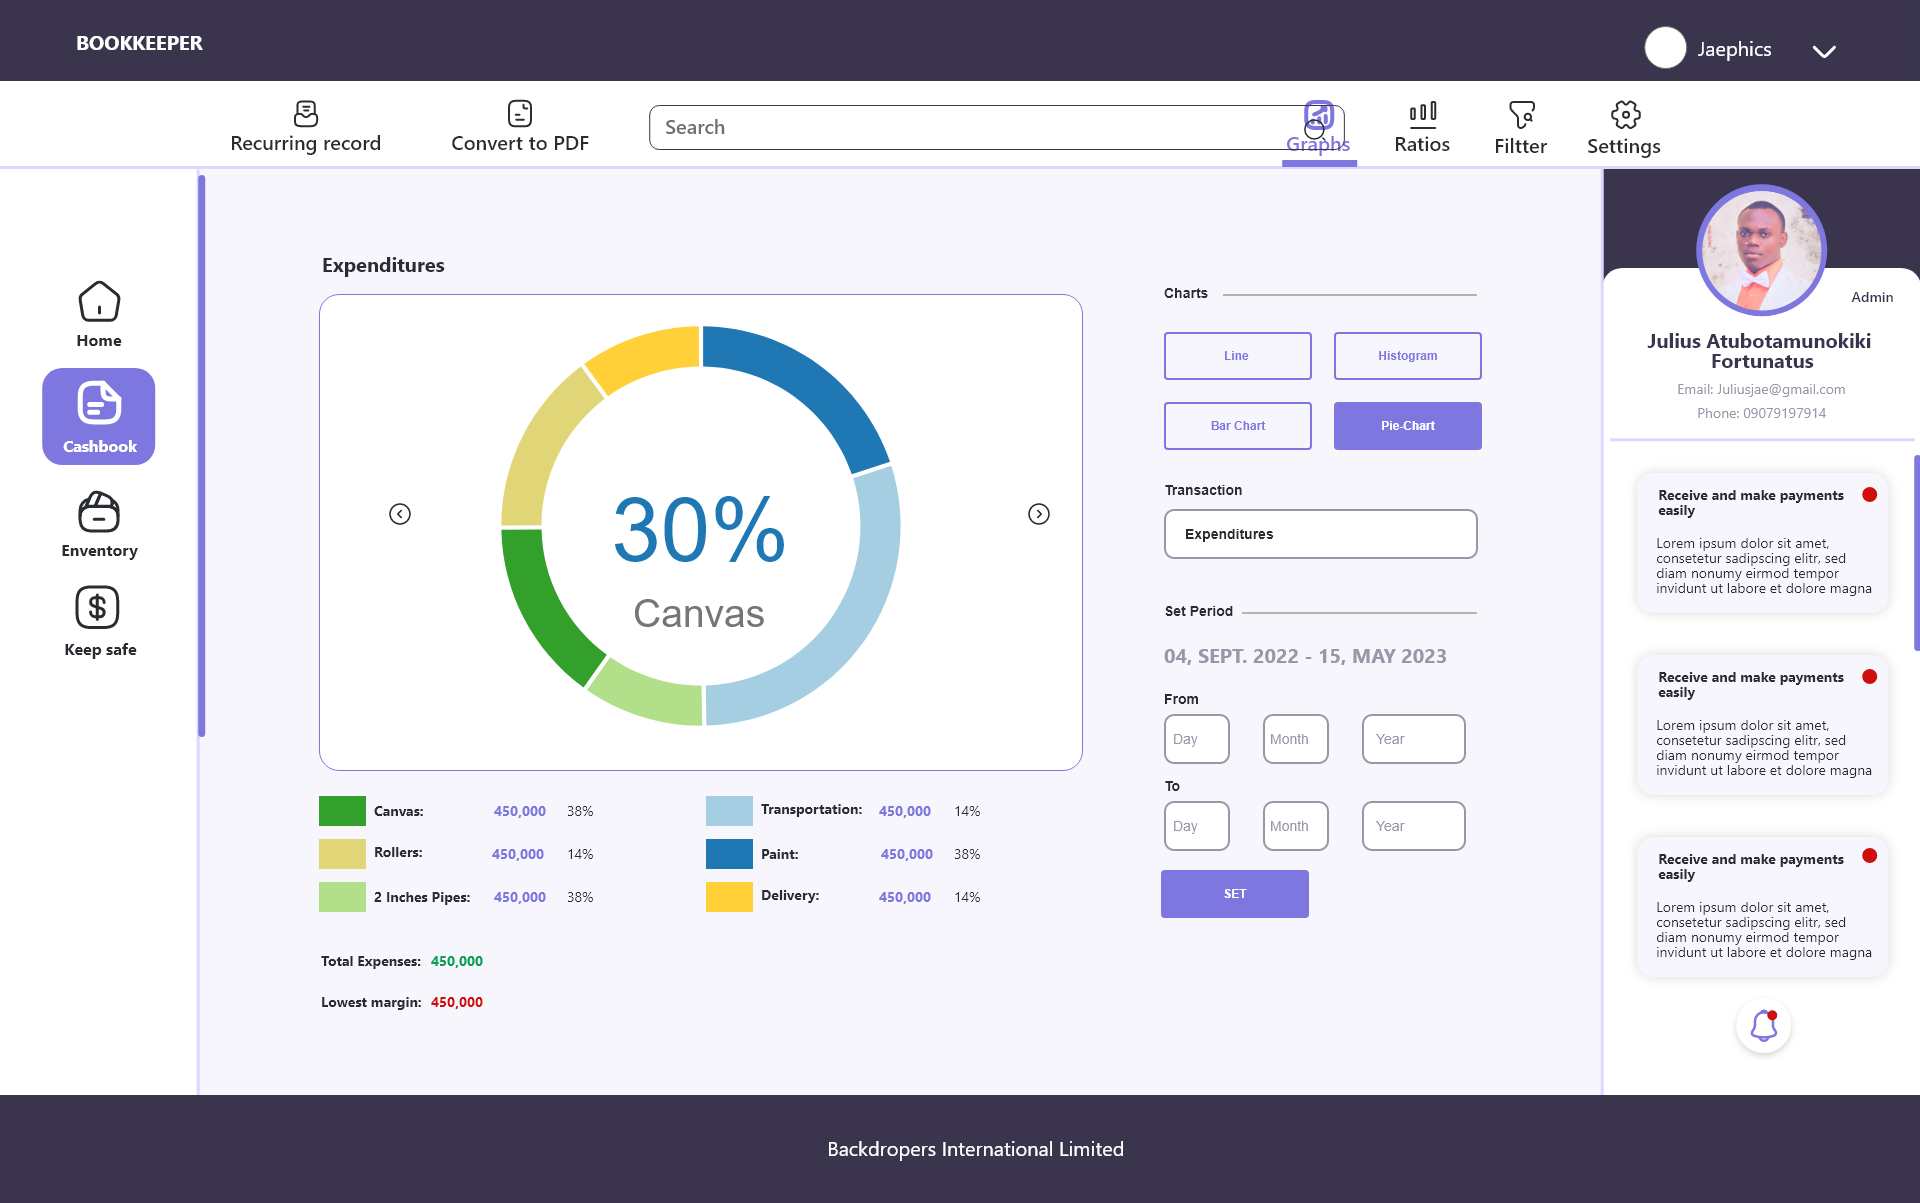 BOOKKEEPER
Jaephics
Recurring record
Convert to PDF
Search
Graphs
Ratios
Filtter
Settings
Home
Cashbook
Enventory
Keep safe
Expenditures
30%
Canvas
Canvas: 450,000 38%
Transportation: 450,000 14%
Rollers: 450,000 14%
Paint: 450,000 38%
2 Inches Pipes: 450,000 38%
Delivery: 450,000 14%
Total Expenses: 450,000
Lowest margin: 450,000
Charts
Line
Histogram
Bar Chart
Pie-Chart
Transaction
Expenditures
Set Period
04, SEPT. 2022 - 15, MAY 2023
From
Day
Month
Year
To
Day
Month
Year
SET
Admin
Julius Atubotamunokiki
Fortunatus
Email: Juliusjae@gmail.com
Phone: 09079197914
Receive and make payments
easily
Lorem ipsum dolor sit amet,
consetetur sadipscing elitr, sed
diam nonumy eirmod tempor
invidunt ut labore et dolore magna
Receive and make payments
easily
Lorem ipsum dolor sit amet,
consetetur sadipscing elitr, sed
diam nonumy eirmod tempor
invidunt ut labore et dolore magna
Receive and make payments
easily
Lorem ipsum dolor sit amet,
consetetur sadipscing elitr, sed
diam nonumy eirmod tempor
invidunt ut labore et dolore magna
Backdropers International Limited